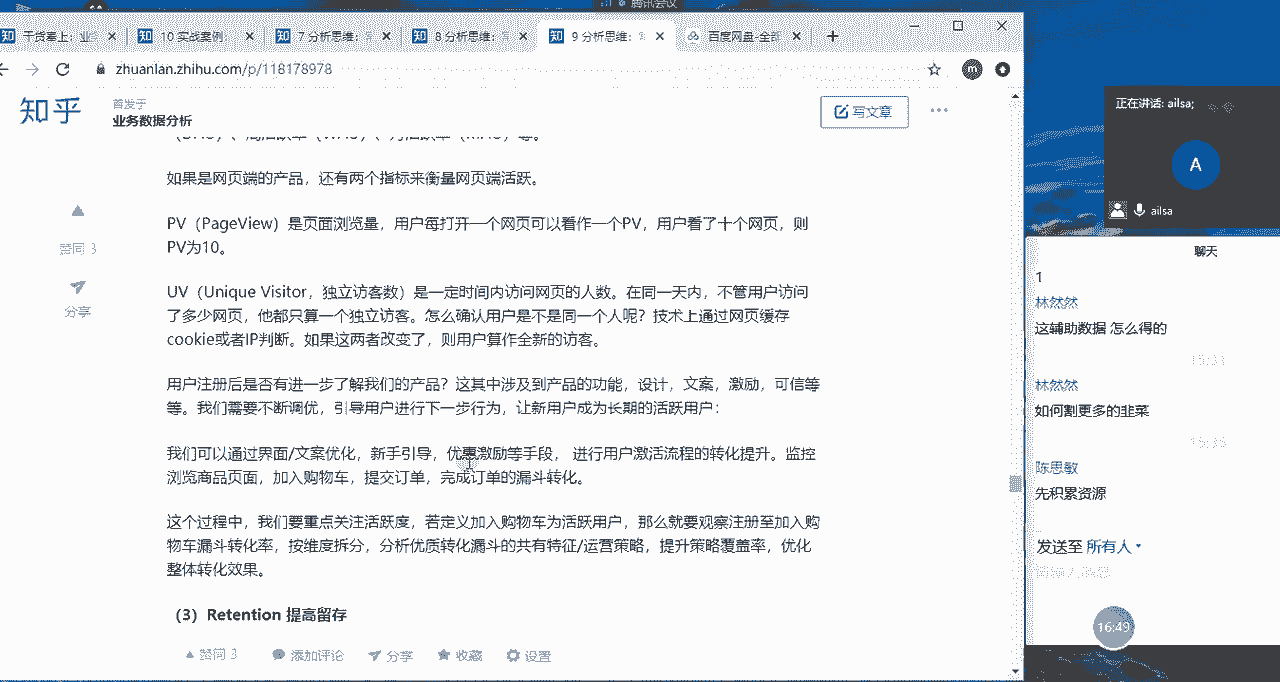 腾讯会议
干货奉上：业
10 实战案例
7 分析思维：
8 分析思维：
9 分析思维：
百度网盘-全部
zhuanlan.zhihu.com/p/118178978
m
知乎
首发于
业务数据分析
写文章
（DAU）、周活跃率（WAU）、月活跃率（MAU）等。
如果是网页端的产品，还有两个指标来衡量网页端活跃。
PV（PageView）是页面浏览量，用户每打开一个网页可以看作一个PV，用户看了十个网页，则
PV为10。
UV（Unique Visitor，独立访客数）是一定时间内访问网页的人数。在同一天内，不管用户访问
了多少网页，他都只算一个独立访客。怎么确认用户是不是同一个人呢？技术上通过网页缓存
cookie或者IP判断。如果这两者改变了，则用户算作全新的访客。
用户注册后是否有进一步了解我们的产品？这其中涉及到产品的功能，设计，文案，激励，可信等
等。我们需要不断调优，引导用户进行下一步行为，让新用户成为长期的活跃用户：
我们可以通过界面/文案优化，新手引导，优惠激励等手段， 进行用户激活流程的转化提升。监控
浏览商品页面，加入购物车，提交订单，完成订单的漏斗转化。
这个过程中，我们要重点关注活跃度，若定义加入购物车为活跃用户，那么就要观察注册至加入购
物车漏斗转化率，按维度拆分，分析优质转化漏斗的共有特征/运营策略，提升策略覆盖率，优化
整体转化效果。
（3）Retention 提高留存
赞同 3
分享
赞同 3
添加评论
分享
收藏
设置
正在讲话: ailsa;
A
ailsa
聊天
1
林然然
这辅助数据 怎么得的
15:31
林然然
如何割更多的韭菜
15:35
陈思敏
先积累资源
发送至 所有人
请输入消息
16:49